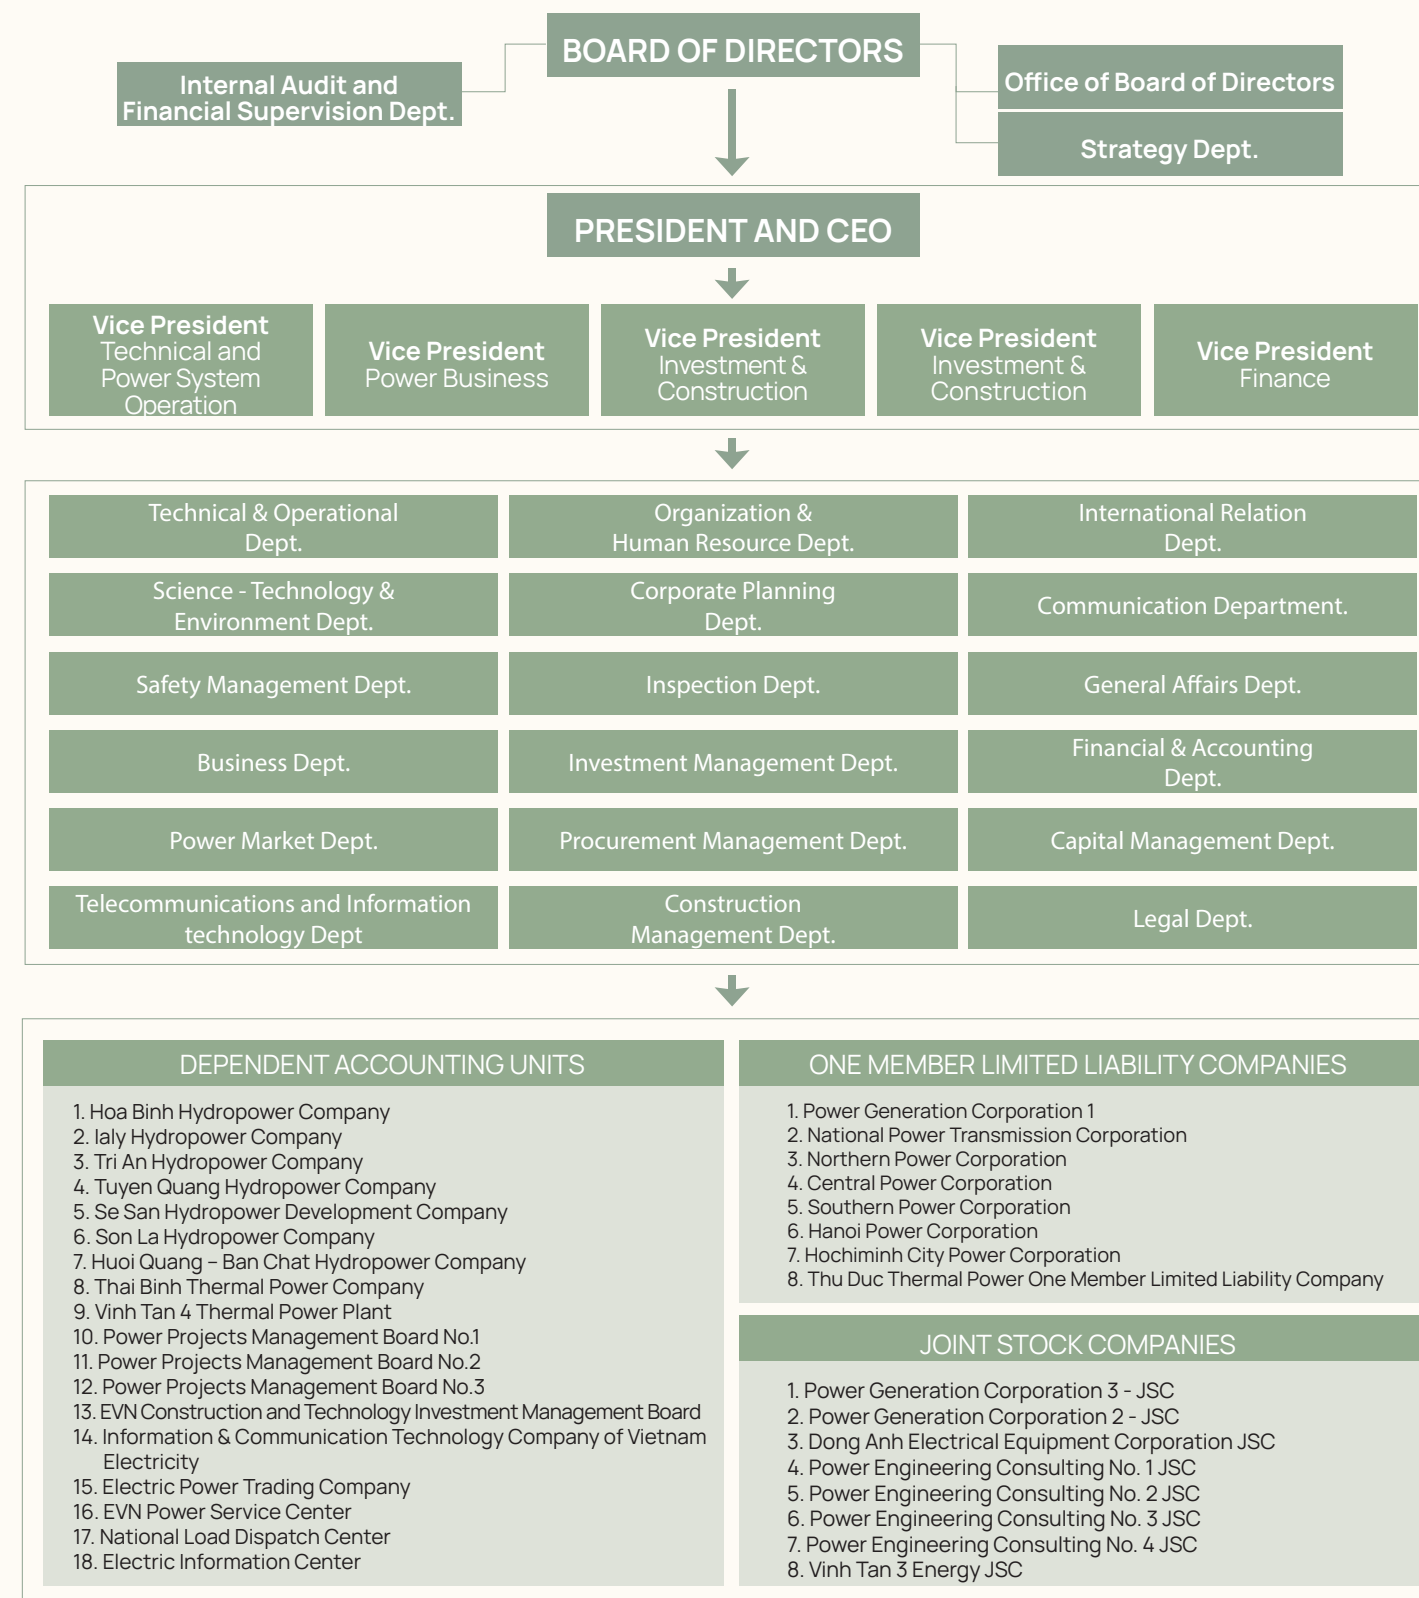 BOARD OF DIRECTORS
Internal Audit and
Financial Supervision Dept.
Office of Board of Directors
Strategy Dept.
PRESIDENT AND CEO
Vice President
Technical and
Power System
Operation
Vice President
Power Business
Vice President
Investment &
Construction
Vice President
Investment &
Construction
Vice President
Finance
Technical & Operational
Dept.
Organization &
Human Resource Dept.
International Relation
Dept.
Science - Technology &
Environment Dept.
Corporate Planning
Dept.
Communication Department.
Safety Management Dept.
Inspection Dept.
General Affairs Dept.
Business Dept.
Investment Management Dept.
Financial & Accounting
Dept.
Power Market Dept.
Procurement Management Dept.
Capital Management Dept.
Telecommunications and Information
technology Dept
Construction
Management Dept.
Legal Dept.
DEPENDENT ACCOUNTING UNITS
1. Hoa Binh Hydropower Company
2. Ialy Hydropower Company
3. Tri An Hydropower Company
4. Tuyen Quang Hydropower Company
5. Se San Hydropower Development Company
6. Son La Hydropower Company
7. Huoi Quang – Ban Chat Hydropower Company
8. Thai Binh Thermal Power Company
9. Vinh Tan 4 Thermal Power Plant
10. Power Projects Management Board No.1
11. Power Projects Management Board No.2
12. Power Projects Management Board No.3
13. EVN Construction and Technology Investment Management Board
14. Information & Communication Technology Company of Vietnam
Electricity
15. Electric Power Trading Company
16. EVN Power Service Center
17. National Load Dispatch Center
18. Electric Information Center
ONE MEMBER LIMITED LIABILITY COMPANIES
1. Power Generation Corporation 1
2. National Power Transmission Corporation
3. Northern Power Corporation
4. Central Power Corporation
5. Southern Power Corporation
6. Hanoi Power Corporation
7. Hochiminh City Power Corporation
8. Thu Duc Thermal Power One Member Limited Liability Company
JOINT STOCK COMPANIES
1. Power Generation Corporation 3 - JSC
2. Power Generation Corporation 2 - JSC
3. Dong Anh Electrical Equipment Corporation JSC
4. Power Engineering Consulting No. 1 JSC
5. Power Engineering Consulting No. 2 JSC
6. Power Engineering Consulting No. 3 JSC
7. Power Engineering Consulting No. 4 JSC
8. Vinh Tan 3 Energy JSC